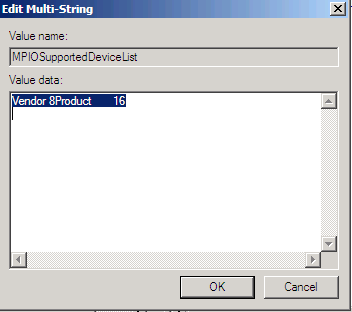 Edit Multi-String
Value name:
MPIOSupportedDeviceList
Value data:
Vendor 8Product       16
OK
Cancel